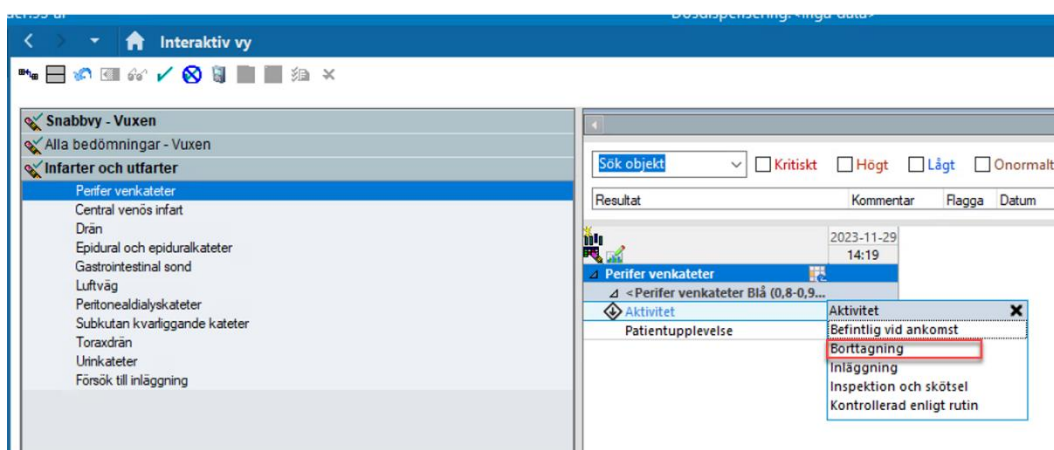 Interaktiv vy
Snabbvy - Vuxen
Alla bedömningar - Vuxen
Infarter och utfarter
Perifer venkateter
Central venös infart
Drän
Epidural och epiduralkateter
Gastrointestinal sond
Luftväg
Peritonealdialyskateter
Subkutan kvarliggande kateter
Toraxdrän
Urinkateter
Försök till inläggning
Sök objekt Kritiskt Högt Lågt Onormalt
Resultat Kommentar Flagga Datum
2023-11-29
14:19
Perifer venkateter
<Perifer venkateter Blå (0,8-0,9...
Aktivitet
Patientupplevelse
Aktivitet
Befintlig vid ankomst
Borttagning
Inläggning
Inspektion och skötsel
Kontrollerad enligt rutin